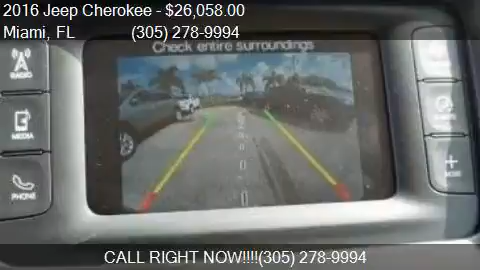 2016 Jeep Cherokee - $26,058.00
Miami, FL (305) 278-9994
Check entire surroundings
RADIO
MEDIA
PHONE
MORE
CALL RIGHT NOW!!!!(305) 278-9994